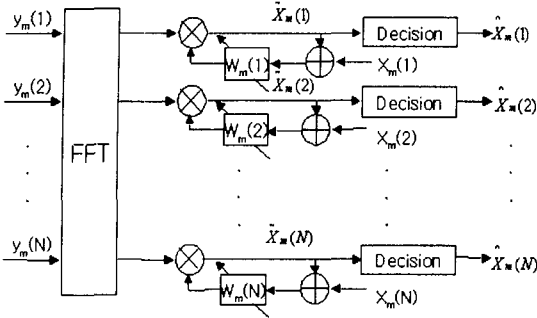 y_m(1) X̃_m(1) Decision X̂_m(1)
W_m(1) X_m(1)
y_m(2) X̃_m(2) Decision X̂_m(2)
W_m(2) X_m(2)
FFT
y_m(N) X̃_m(N) Decision X̂_m(N)
W_m(N) X_m(N)